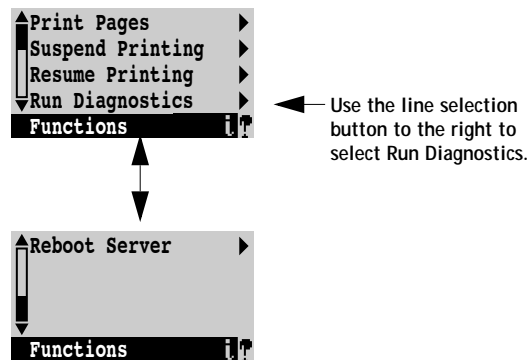 Print Pages
Suspend Printing
Resume Printing
Run Diagnostics
Functions i ?
Use the line selection
button to the right to
select Run Diagnostics.
Reboot Server
Functions i ?